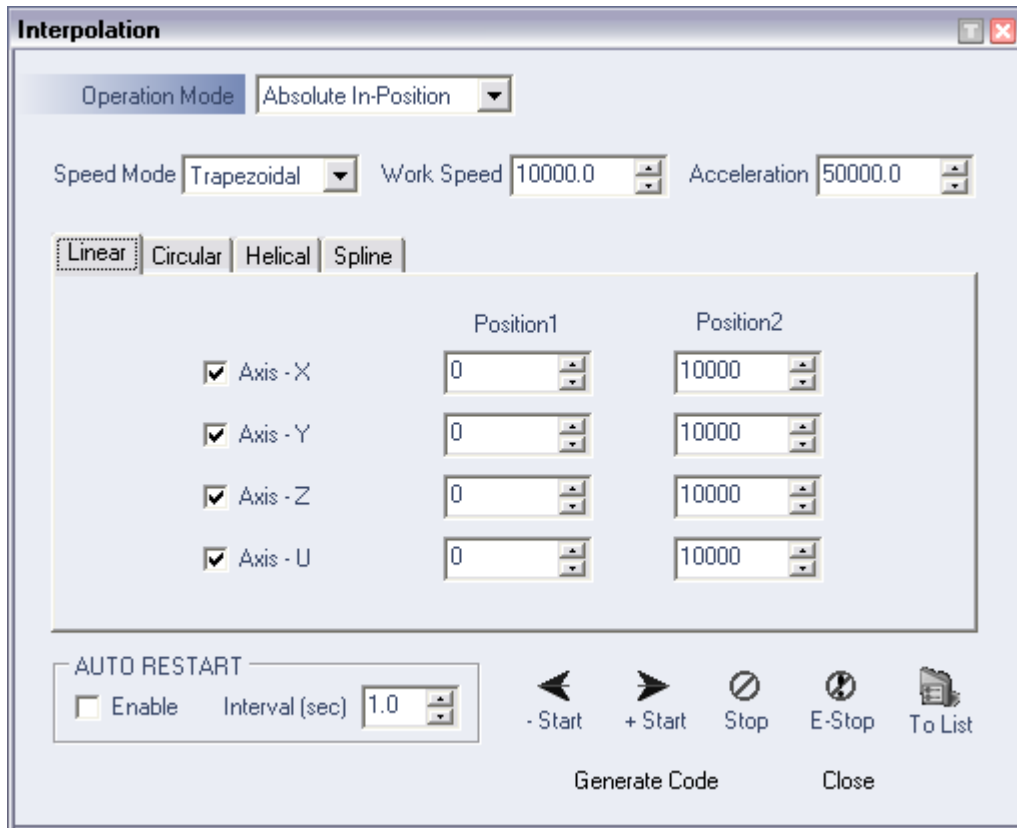 Interpolation
Operation Mode Absolute In-Position
Speed Mode Trapezoidal Work Speed 10000.0 Acceleration 50000.0
Linear Circular Helical Spline
Position1 Position2
Axis - X 0 10000
Axis - Y 0 10000
Axis - Z 0 10000
Axis - U 0 10000
AUTO RESTART
Enable Interval (sec) 1.0
- Start + Start Stop E-Stop To List
Generate Code Close